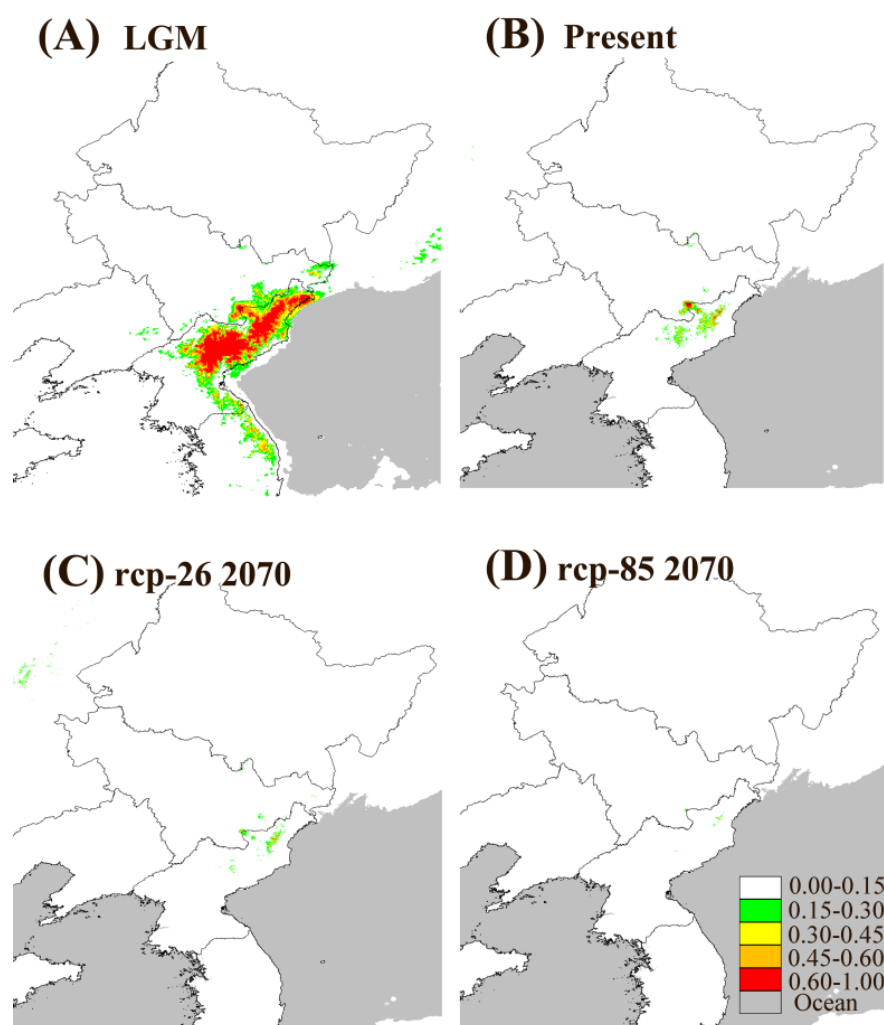 (A) LGM
(B) Present
(C) rcp-26 2070
(D) rcp-85 2070
0.00-0.15
0.15-0.30
0.30-0.45
0.45-0.60
0.60-1.00
Ocean